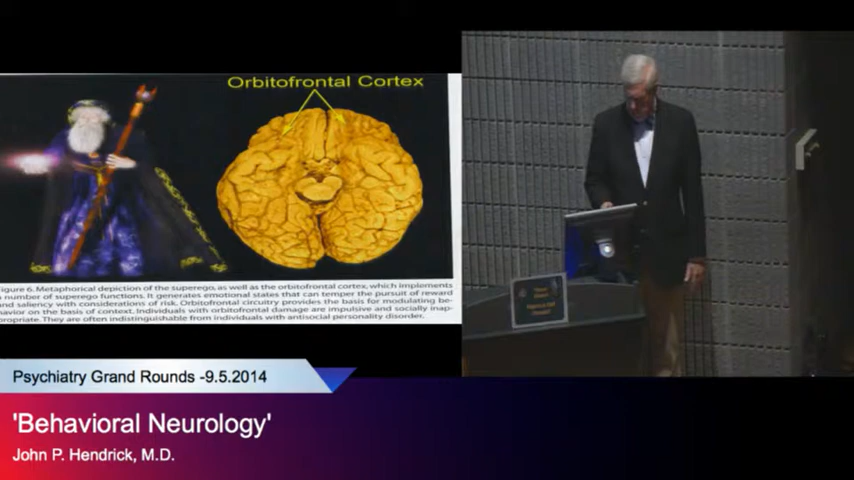 Orbitofrontal Cortex
igure 6. Metaphorical depiction of the superego, as well as the orbitofrontal cortex, which implements
number of superego functions. It generates emotional states that can temper the pursuit of reward
nd saliency with considerations of risk. Orbitofrontal circuitry provides the basis for modulating be-
avior on the basis of context. Individuals with orbitofrontal damage are impulsive and socially inap-
propriate. They are often indistinguishable from individuals with antisocial personality disorder.
Psychiatry Grand Rounds -9.5.2014
'Behavioral Neurology'
John P. Hendrick, M.D.